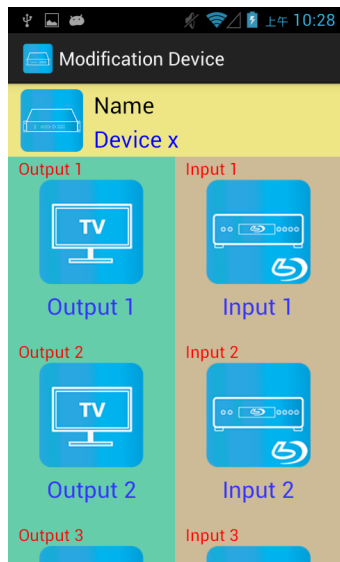 上午 10:28
Modification Device
Name
Device x
Output 1
Input 1
TV
Output 1
Input 1
Output 2
Input 2
TV
Output 2
Input 2
Output 3
Input 3